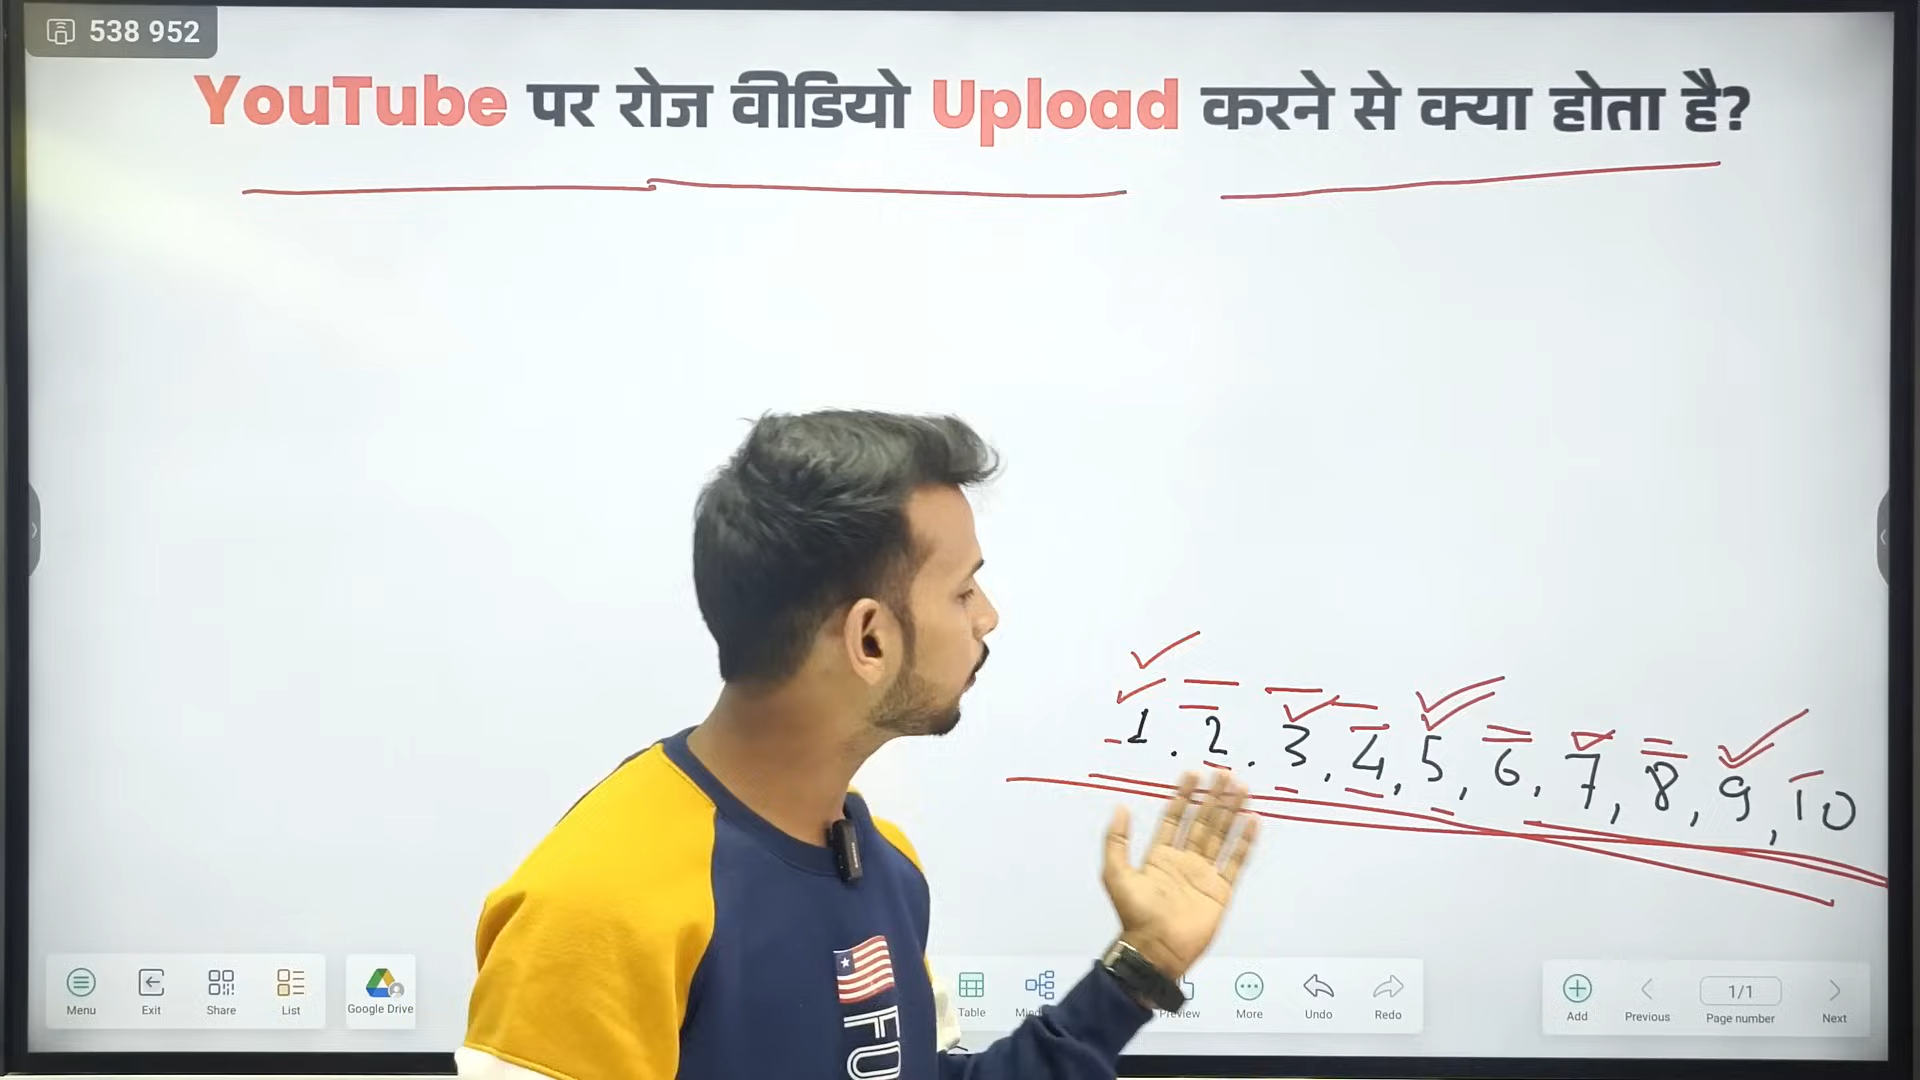 538 952
YouTube पर रोज वीडियो Upload करने से क्या होता है?
1. 2. 3, 4, 5, 6, 7, 8, 9, 10
FO
Menu Exit Share List Google Drive Table More Undo Redo Add Previous 1/1 Page number Next